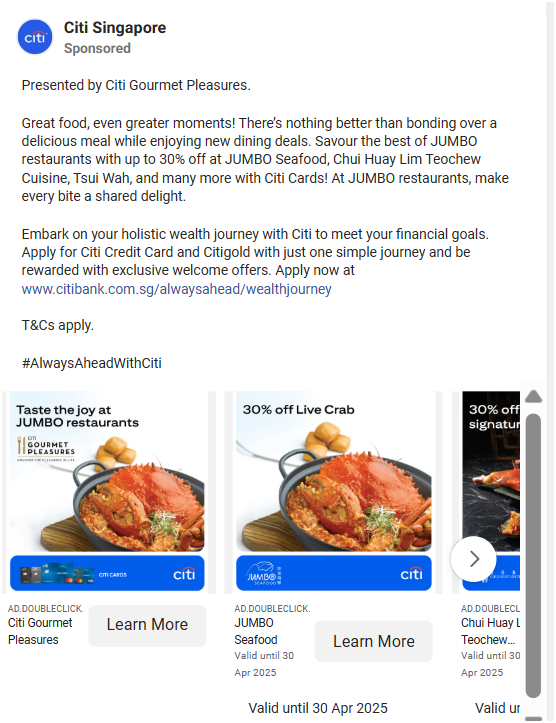 Citi Singapore
citi
Sponsored
Presented by Citi Gourmet Pleasures.
Great food, even greater moments! There's nothing better than bonding over a
delicious meal while enjoying new dining deals. Savour the best of JUMBO
restaurants with up to 30% off at JUMBO Seafood, Chui Huay Lim Teochew
Cuisine, Tsui Wah, and many more with Citi Cards! At JUMBO restaurants, make
every bite a shared delight.
Embark on your holistic wealth journey with Citi to meet your financial goals.
Apply for Citi Credit Card and Citigold with just one simple journey and be
rewarded with exclusive welcome offers. Apply now at
www.citibank.com.sg/alwaysahead/wealthjourney
T&Cs apply.
#AlwaysAheadWithCiti
Taste the joy at
JUMBO restaurants
CITI
GOURMET
PLEASURES
CITI CARDS
citi
AD.DOUBLECLICK.
Citi Gourmet
Pleasures
Learn More
30% off Live Crab
JUMBO
SEAFOOD
citi
AD.DOUBLECLICK.
JUMBO
Seafood
Valid until 30
Apr 2025
Learn More
Valid until 30 Apr 2025
30% off
signatur
AD.DOUBLECL
Chui Huay L
Teochew...
Valid until 30
Apr 2025
Valid ur